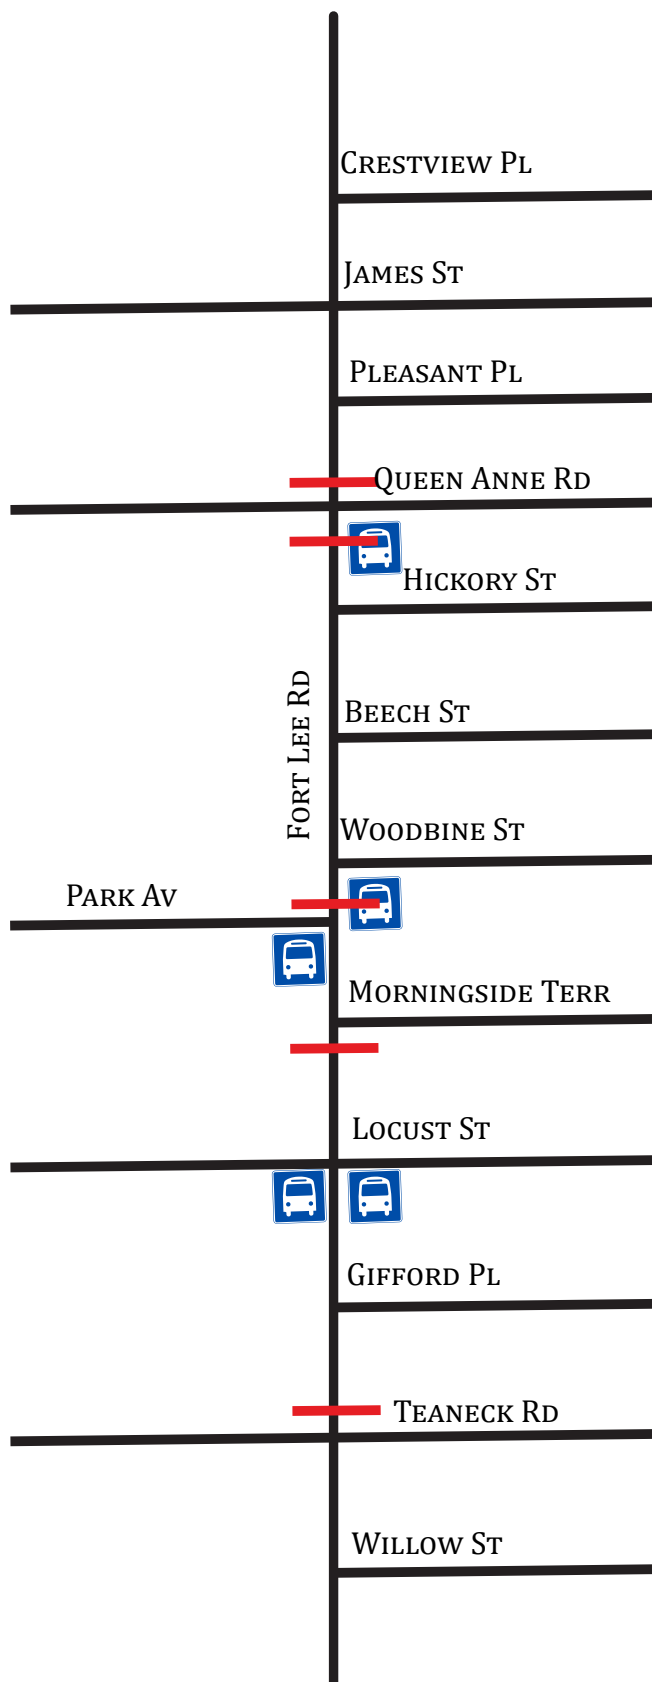 Crestview Pl
James St
Pleasant Pl
Queen Anne Rd
Hickory St
Fort Lee Rd
Beech St
Woodbine St
Park Av
Morningside Terr
Locust St
Gifford Pl
Teaneck Rd
Willow St